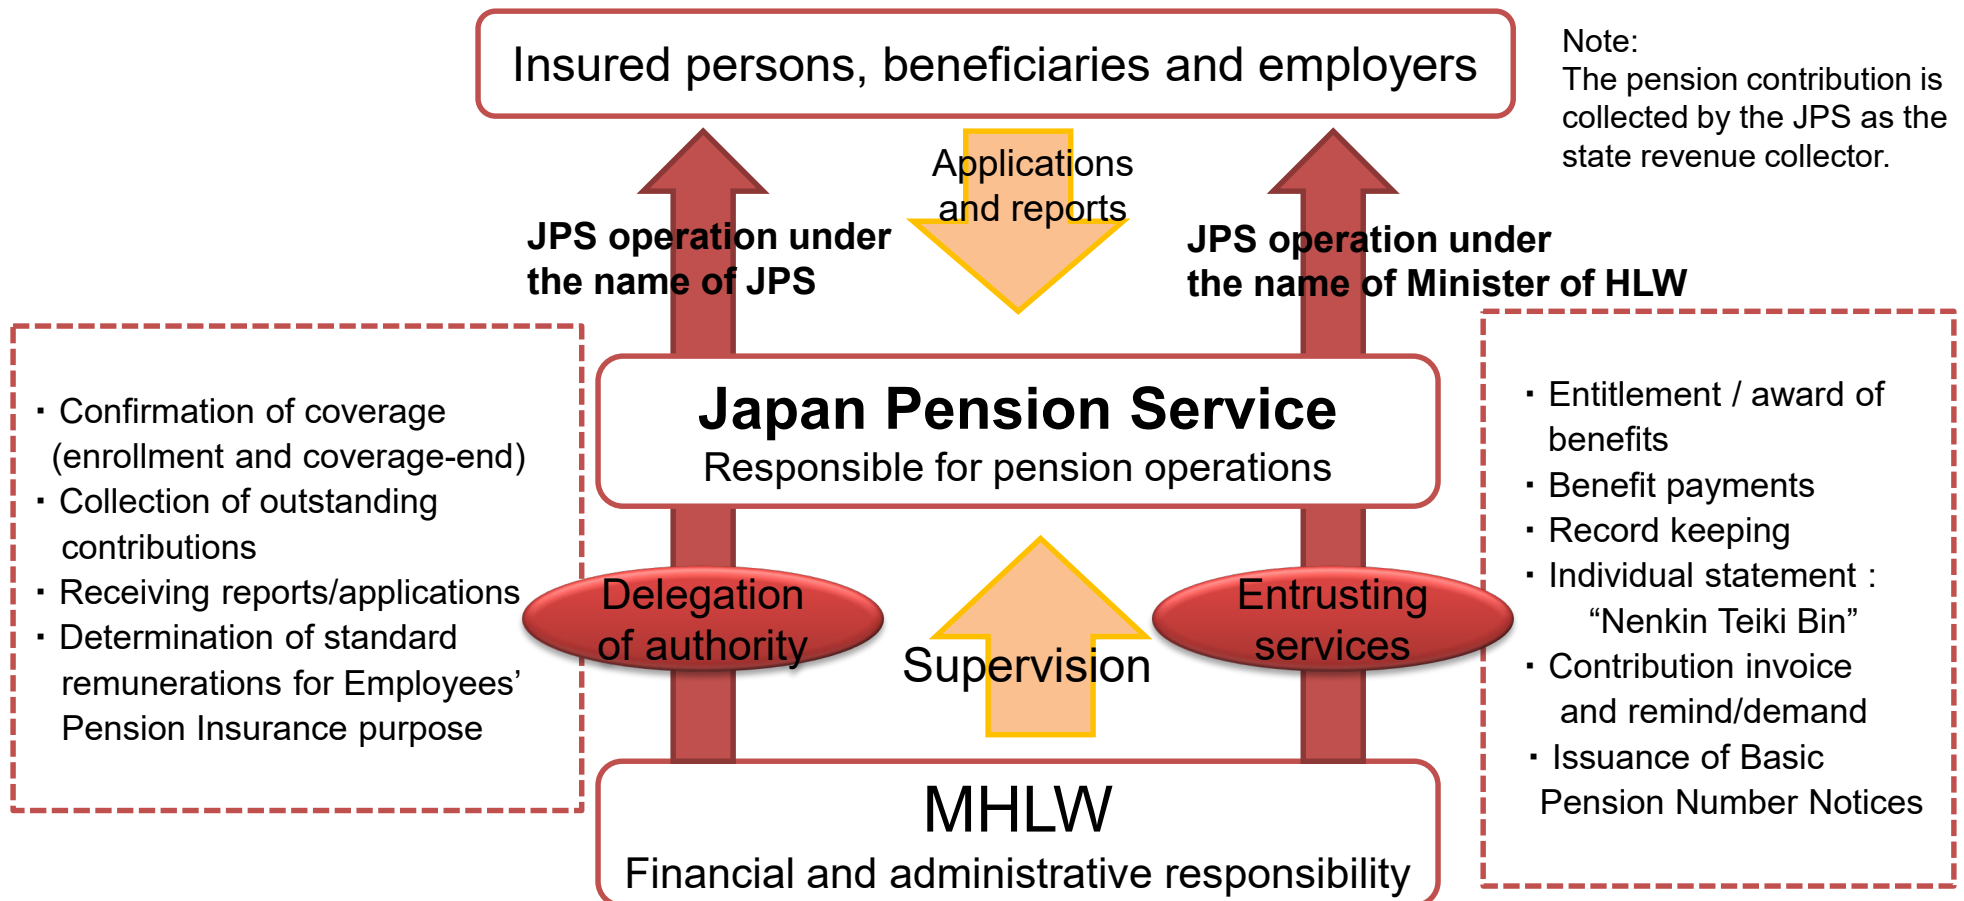 Insured persons, beneficiaries and employers
Note:
The pension contribution is
collected by the JPS as the
state revenue collector.
Applications
and reports
JPS operation under
the name of JPS
JPS operation under
the name of Minister of HLW
・Confirmation of coverage
(enrollment and coverage-end)
・Collection of outstanding
contributions
・Receiving reports/applications
・Determination of standard
remunerations for Employees’
Pension Insurance purpose
Japan Pension Service
Responsible for pension operations
・Entitlement / award of
benefits
・Benefit payments
・Record keeping
・Individual statement :
“Nenkin Teiki Bin”
・Contribution invoice
and remind/demand
・Issuance of Basic
Pension Number Notices
Delegation
of authority
Supervision
Entrusting
services
MHLW
Financial and administrative responsibility